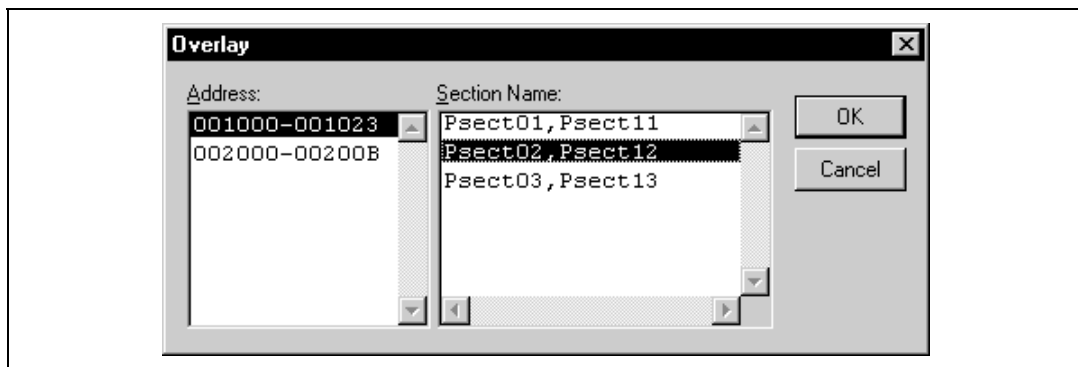 Overlay
Address:
001000-001023
002000-00200B
Section Name:
Psect01,Psect11
Psect02,Psect12
Psect03,Psect13
OK
Cancel